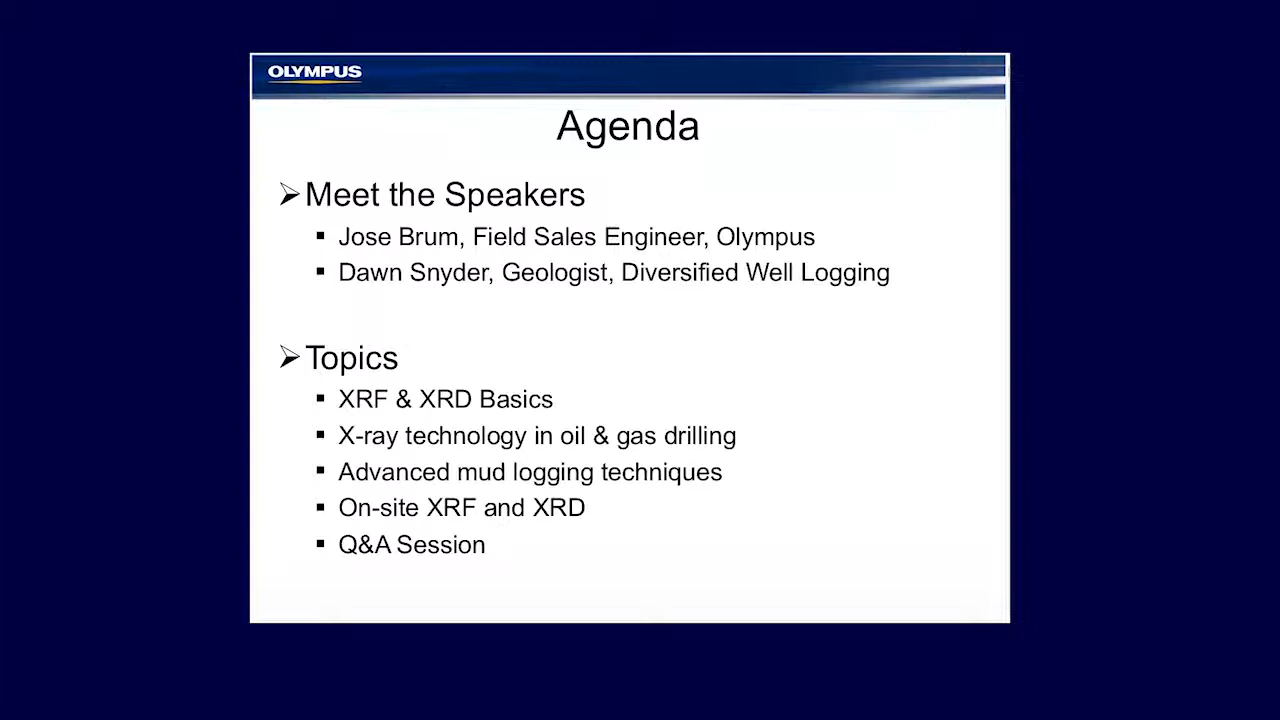 OLYMPUS
Agenda
Meet the Speakers
Jose Brum, Field Sales Engineer, Olympus
Dawn Snyder, Geologist, Diversified Well Logging
Topics
XRF & XRD Basics
X-ray technology in oil & gas drilling
Advanced mud logging techniques
On-site XRF and XRD
Q&A Session